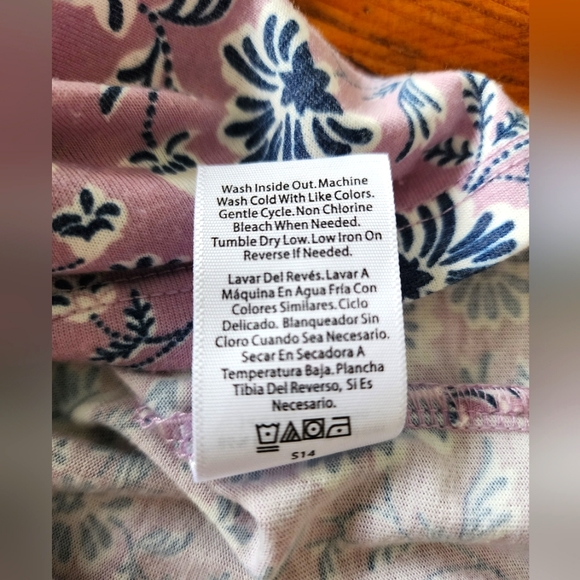 Wash Inside Out. Machine
Wash Cold With Like Colors.
Gentle Cycle. Non Chlorine
Bleach When Needed.
Tumble Dry Low. Low Iron On
Reverse If Needed.
Lavar Del Revés. Lavar A
Máquina En Agua Fría Con
Colores Similares. Ciclo
Delicado. Blanqueador Sin
Cloro Cuando Sea Necesario.
Secar En Secadora A
Temperatura Baja. Plancha
Tibia Del Reverso, Si Es
Necesario.
S14